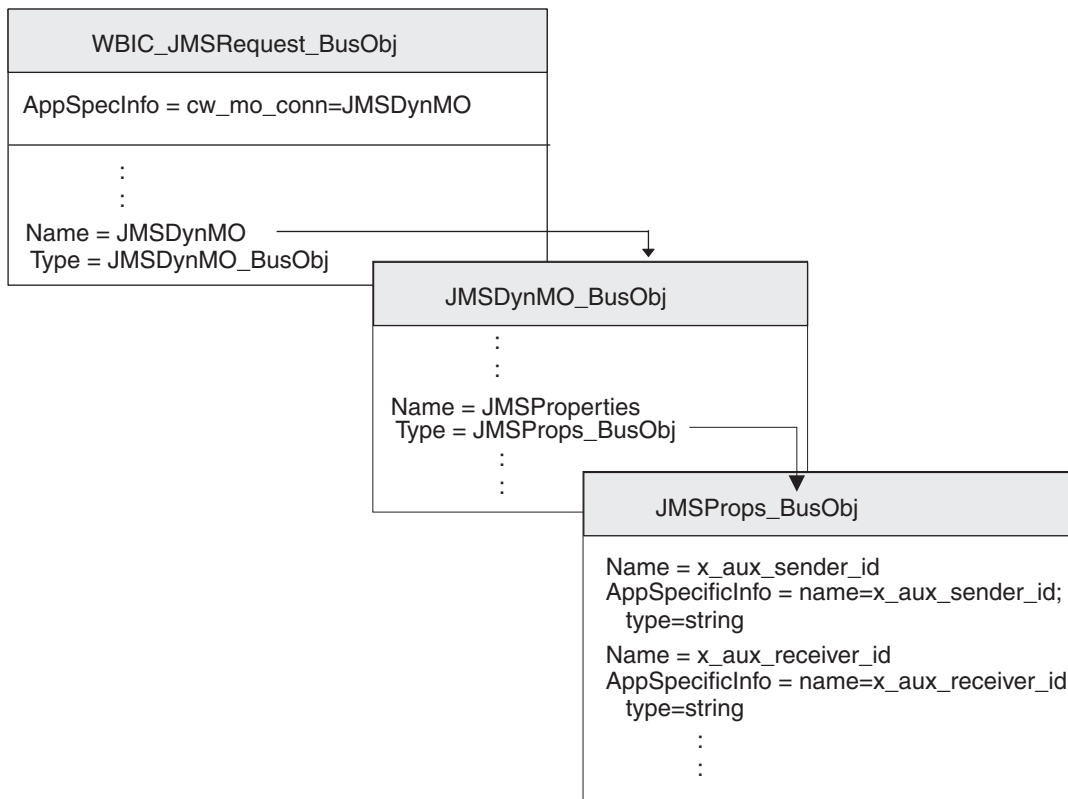 WBIC_JMSRequest_BusObj
AppSpecInfo = cw_mo_conn=JMSDynMO
:
:
Name = JMSDynMO
Type = JMSDynMO_BusObj
JMSDynMO_BusObj
:
:
Name = JMSProperties
Type = JMSProps_BusObj
:
:
JMSProps_BusObj
Name = x_aux_sender_id
AppSpecificInfo = name=x_aux_sender_id;
type=string
Name = x_aux_receiver_id
AppSpecificInfo = name=x_aux_receiver_id
type=string
:
: